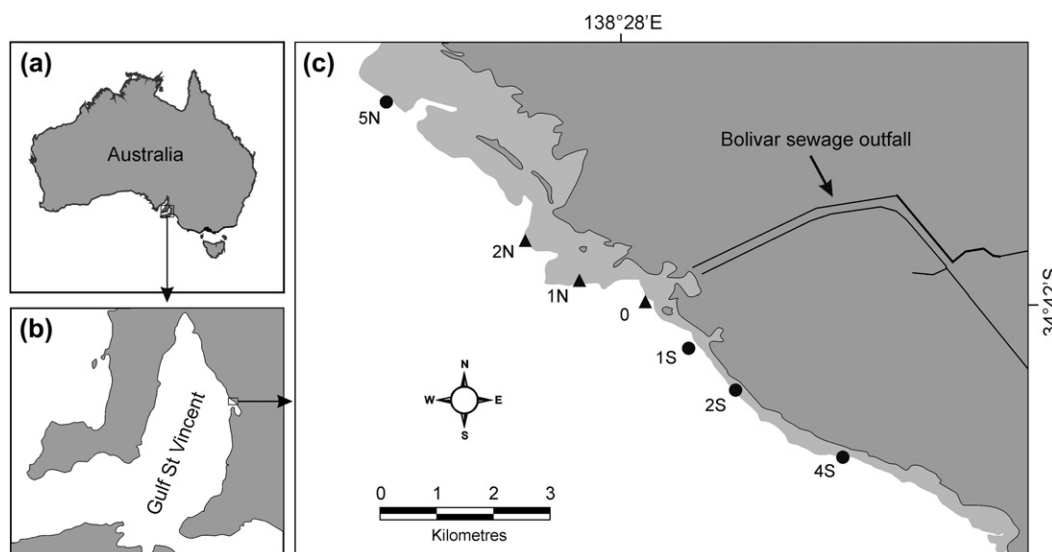 138°28'E
(a)
Australia
(b)
Gulf St Vincent
(c)
5N
Bolivar sewage outfall
2N
1N
0
34°42'S
1S
2S
4S
N
W E
S
0 1 2 3
Kilometres